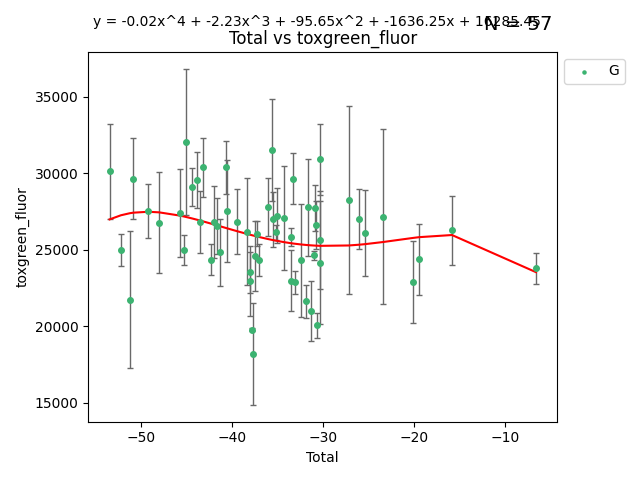 y = -0.02x^4 + -2.23x^3 + -95.65x^2 + -1636.25x +
N = 57
Total vs toxgreen_fluor
G
35000
30000
25000
20000
15000
toxgreen_fluor
−50 −40 −30 −20 −10
Total